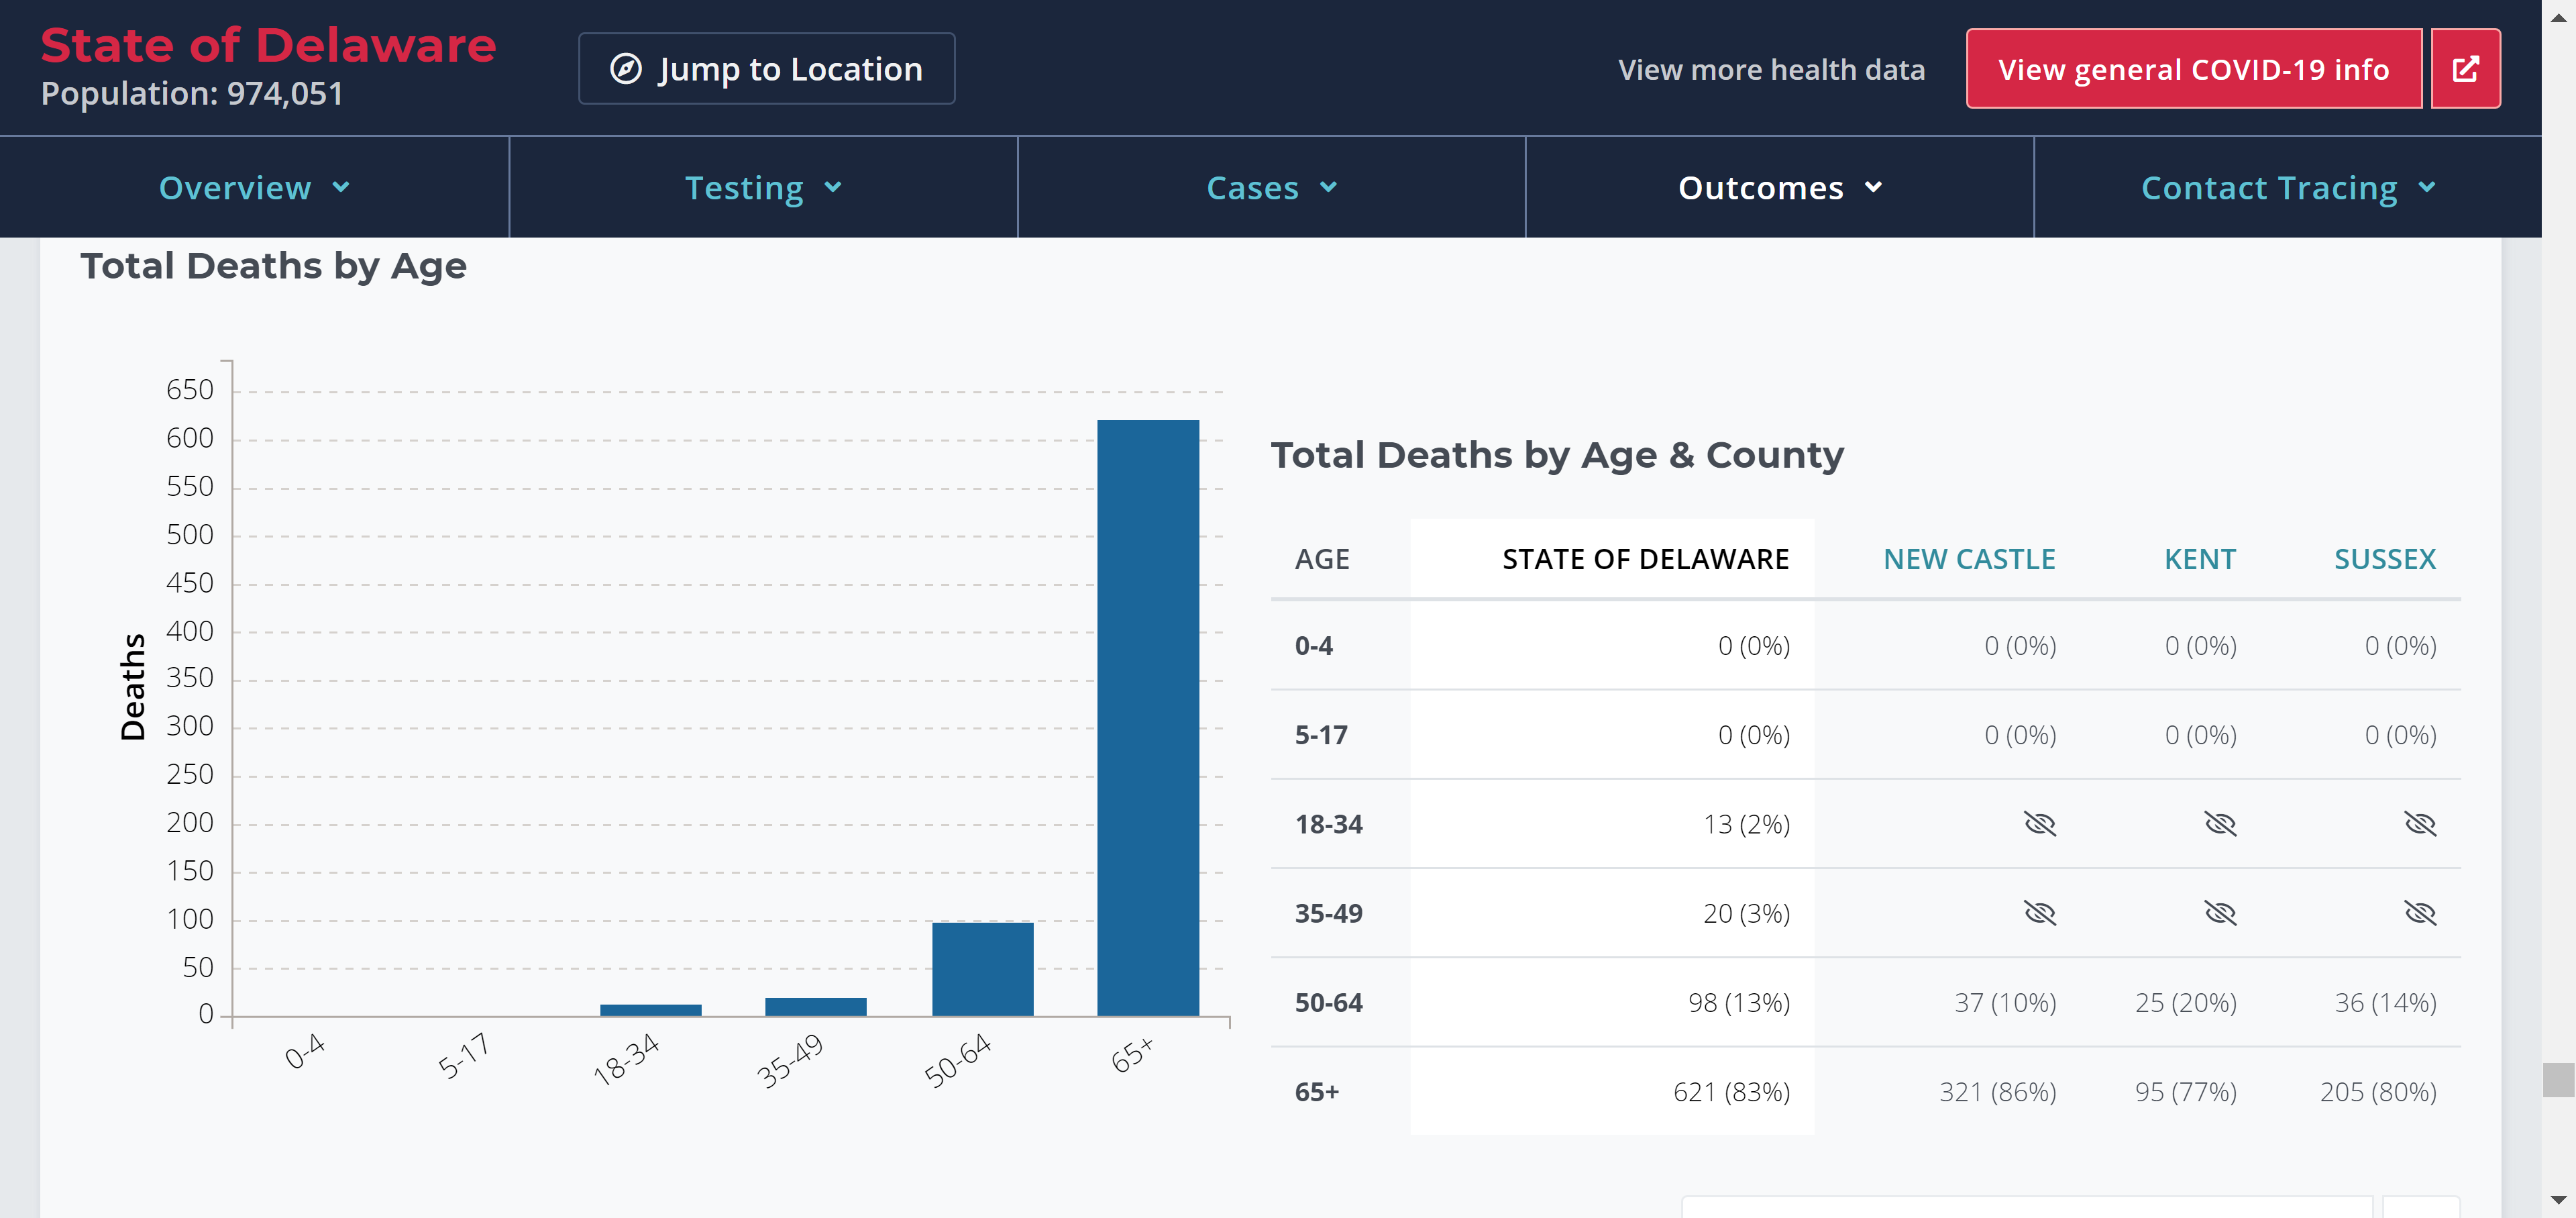 State of Delaware
Population: 974,051
Jump to Location
View more health data
View general COVID-19 info
Overview
Testing
Cases
Outcomes
Contact Tracing
Total Deaths by Age
650
600
550
500
450
400
350
300
250
200
150
100
50
0
Deaths
0-4
5-17
18-34
35-49
50-64
65+
Total Deaths by Age & County
AGE STATE OF DELAWARE NEW CASTLE KENT SUSSEX
0-4 0 (0%) 0 (0%) 0 (0%) 0 (0%)
5-17 0 (0%) 0 (0%) 0 (0%) 0 (0%)
18-34 13 (2%)
35-49 20 (3%)
50-64 98 (13%) 37 (10%) 25 (20%) 36 (14%)
65+ 621 (83%) 321 (86%) 95 (77%) 205 (80%)